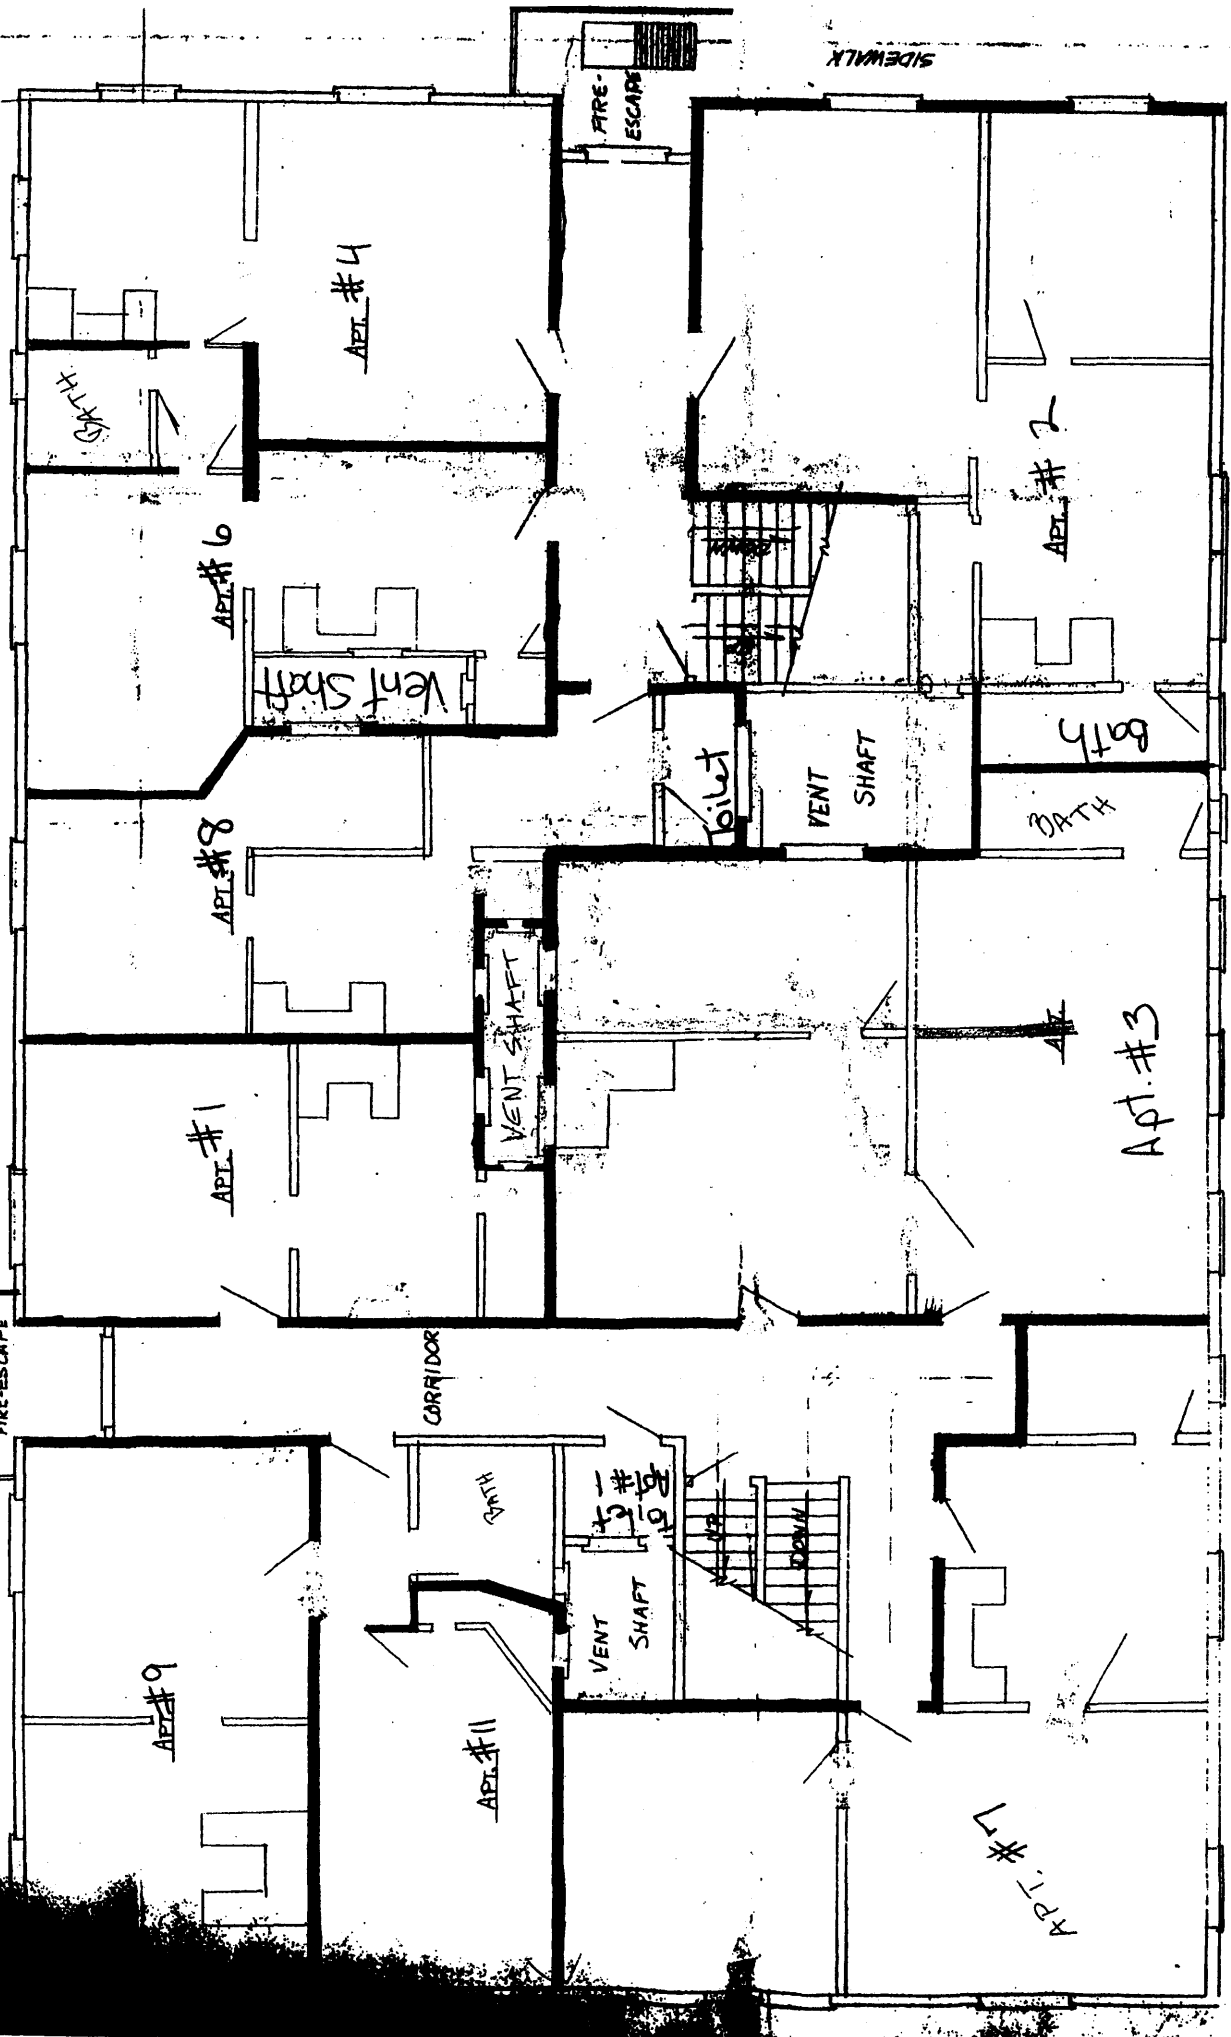 SIDEWALK
FIRE-
ESCAPE
APT. #4
BATH
APT. #2
APT. #6
DOWN
Vent Shaft
Bath
Toilet
VENT
SHAFT
BATH
APT. #8
VENT SHAFT
APT.
Apt. #3
APT. #1
FIRE-ESCAPE
CORRIDOR
BATH
UP
DOWN
VENT
SHAFT
APT. #9
APT. #11
APT. #7